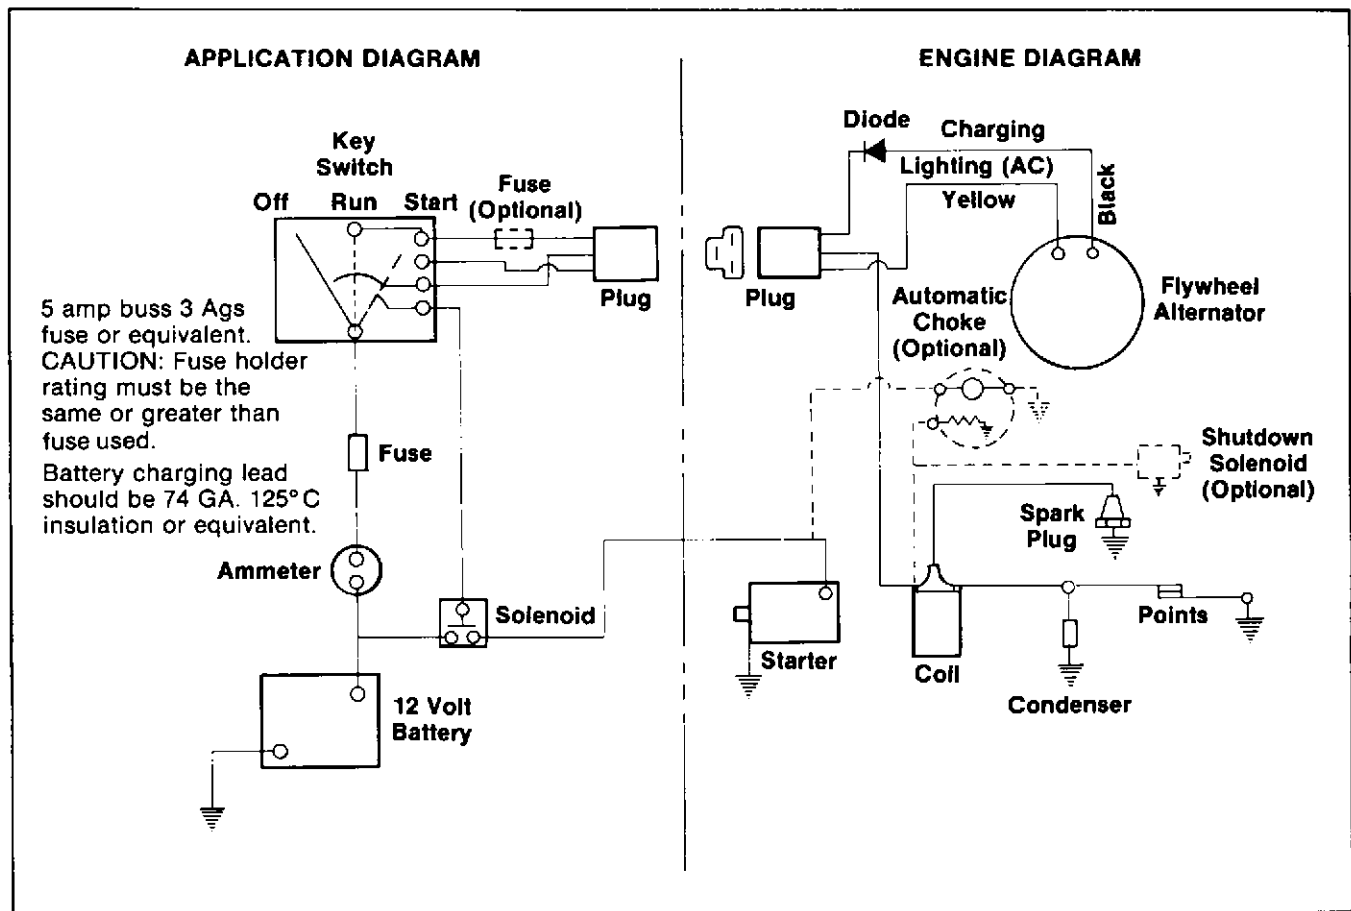 APPLICATION DIAGRAM
ENGINE DIAGRAM
Key
Switch
Off
Run
Start
Fuse
(Optional)
Plug
5 amp buss 3 Ags
fuse or equivalent.
CAUTION: Fuse holder
rating must be the
same or greater than
fuse used.
Battery charging lead
should be 74 GA. 125°C
insulation or equivalent.
Fuse
Ammeter
Solenoid
12 Volt
Battery
Diode
Charging
Lighting (AC)
Yellow
Black
Plug
Automatic
Choke
(Optional)
Flywheel
Alternator
Shutdown
Solenoid
(Optional)
Spark
Plug
Starter
Coil
Points
Condenser